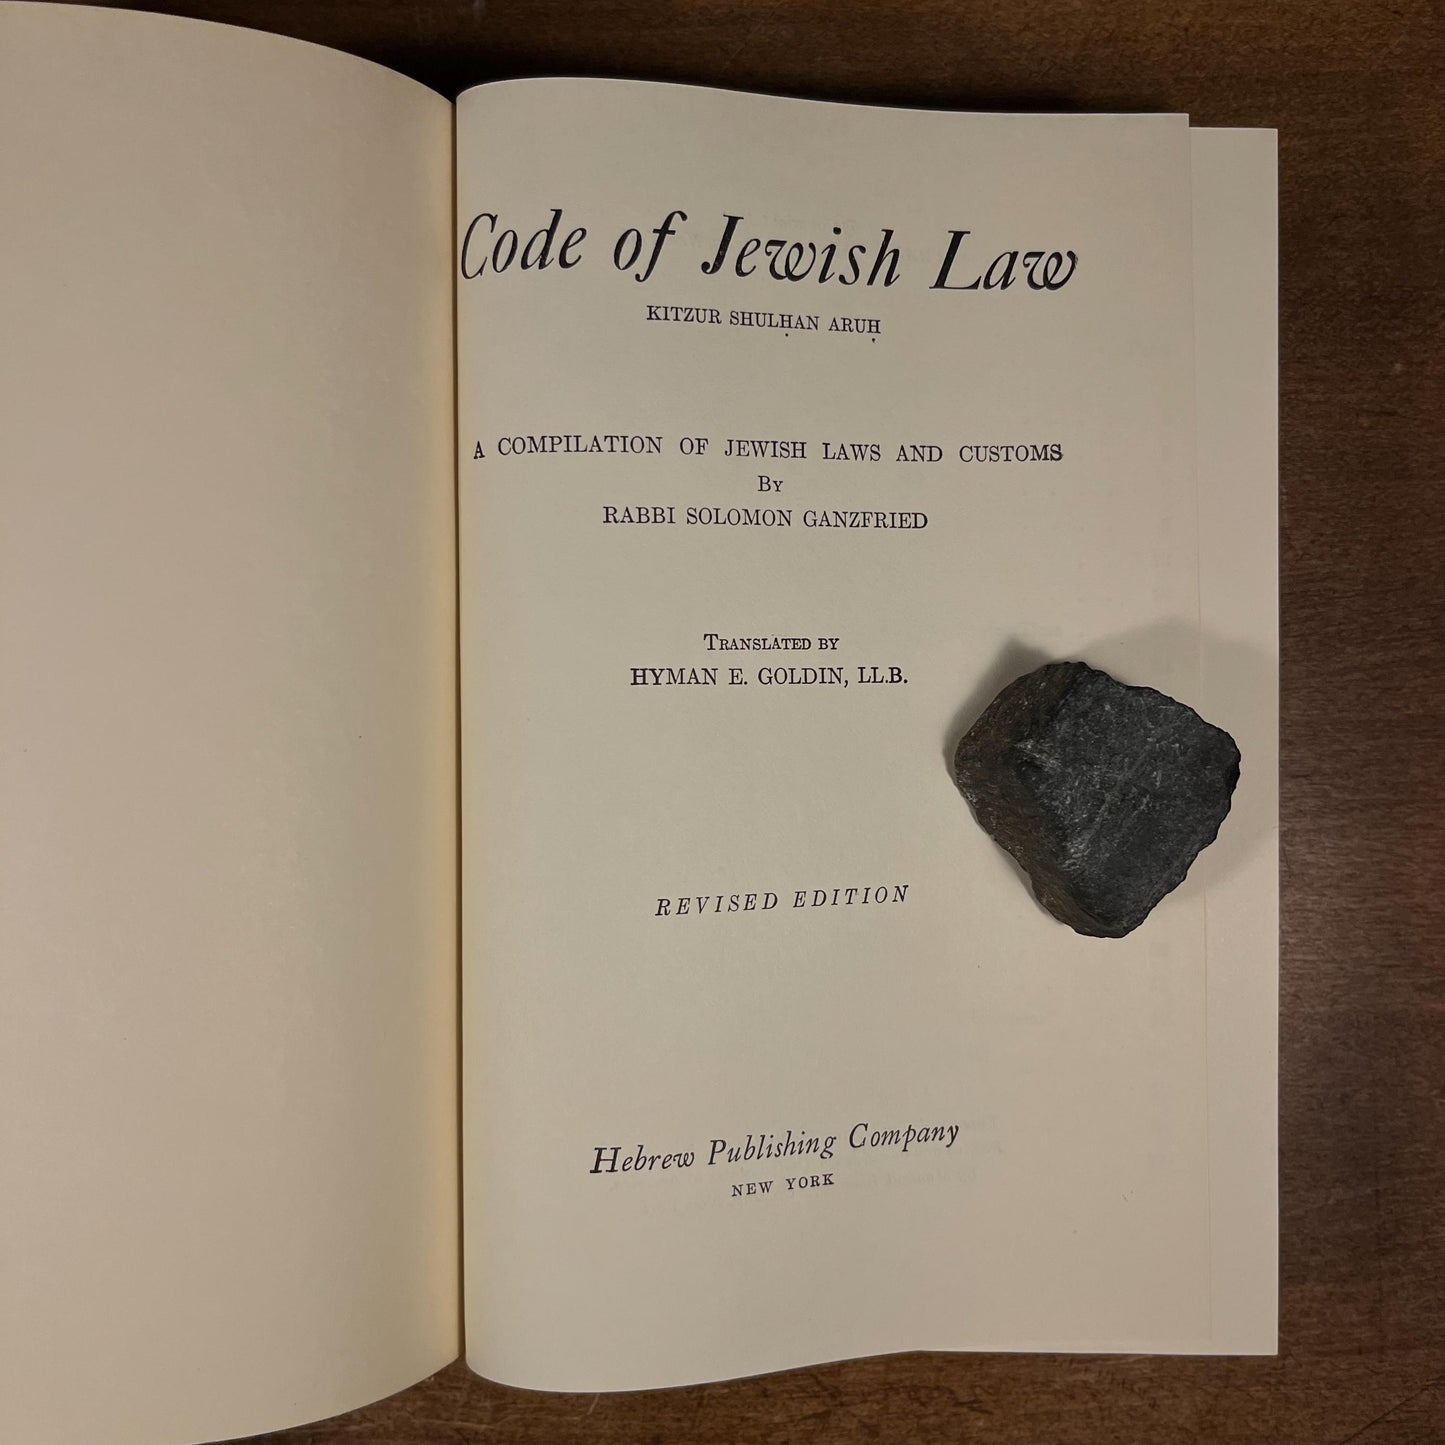 Code of Jewish Law
KITZUR SHULḤAN ARUḤ
A COMPILATION OF JEWISH LAWS AND CUSTOMS
By
RABBI SOLOMON GANZFRIED
TRANSLATED BY
HYMAN E. GOLDIN, LL.B.
REVISED EDITION
Hebrew Publishing Company
NEW YORK